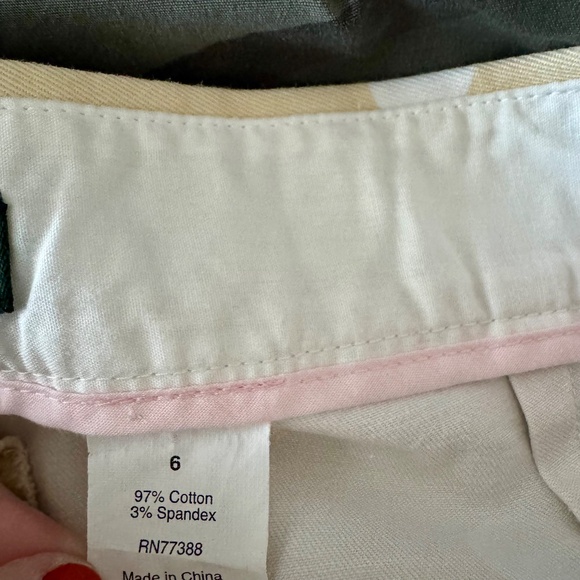 6
97% Cotton
3% Spandex
RN77388
Made in China